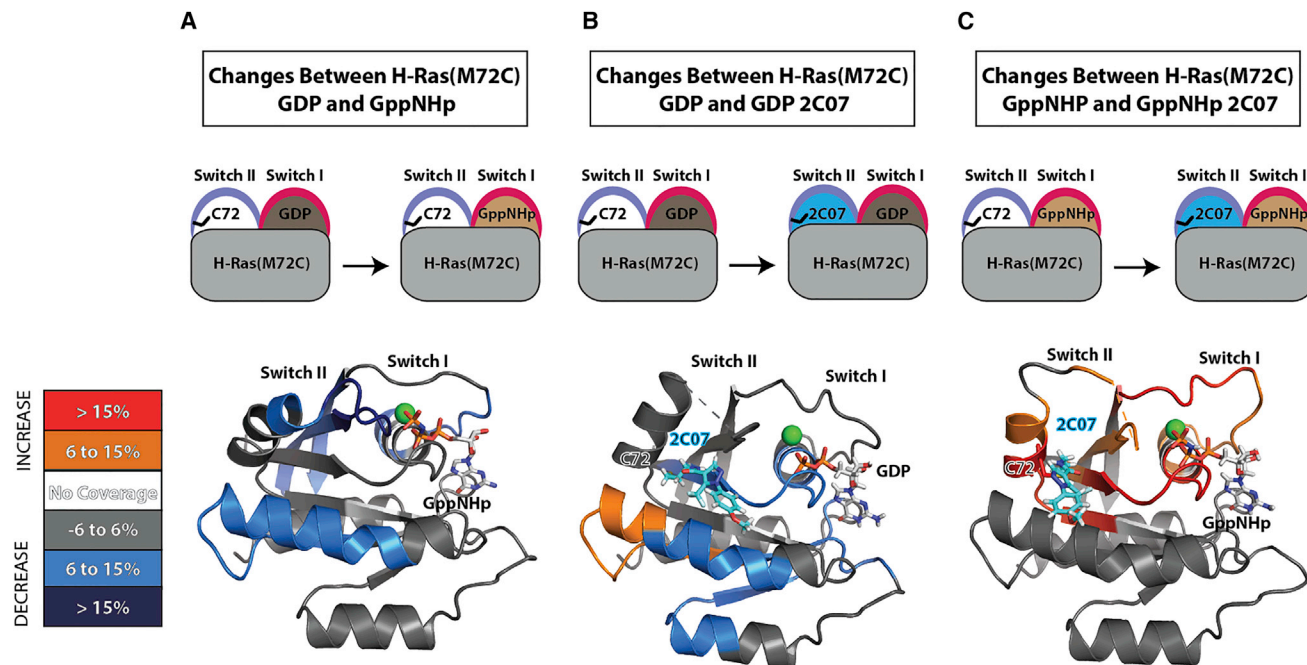 A
B
C
Changes Between H-Ras(M72C)
GDP and GppNHp
Changes Between H-Ras(M72C)
GDP and GDP 2C07
Changes Between H-Ras(M72C)
GppNHP and GppNHp 2C07
Switch II Switch I
C72 GDP
H-Ras(M72C)
Switch II Switch I
C72 GppNHp
H-Ras(M72C)
Switch II Switch I
C72 GDP
H-Ras(M72C)
Switch II Switch I
2C07 GDP
H-Ras(M72C)
Switch II Switch I
C72 GppNHp
H-Ras(M72C)
Switch II Switch I
2C07 GppNHp
H-Ras(M72C)
INCREASE
DECREASE
> 15%
6 to 15%
No Coverage
-6 to 6%
6 to 15%
> 15%
Switch II
Switch I
GppNHp
Switch II
Switch I
2C07
C72
GDP
Switch II
Switch I
2C07
C72
GppNHp